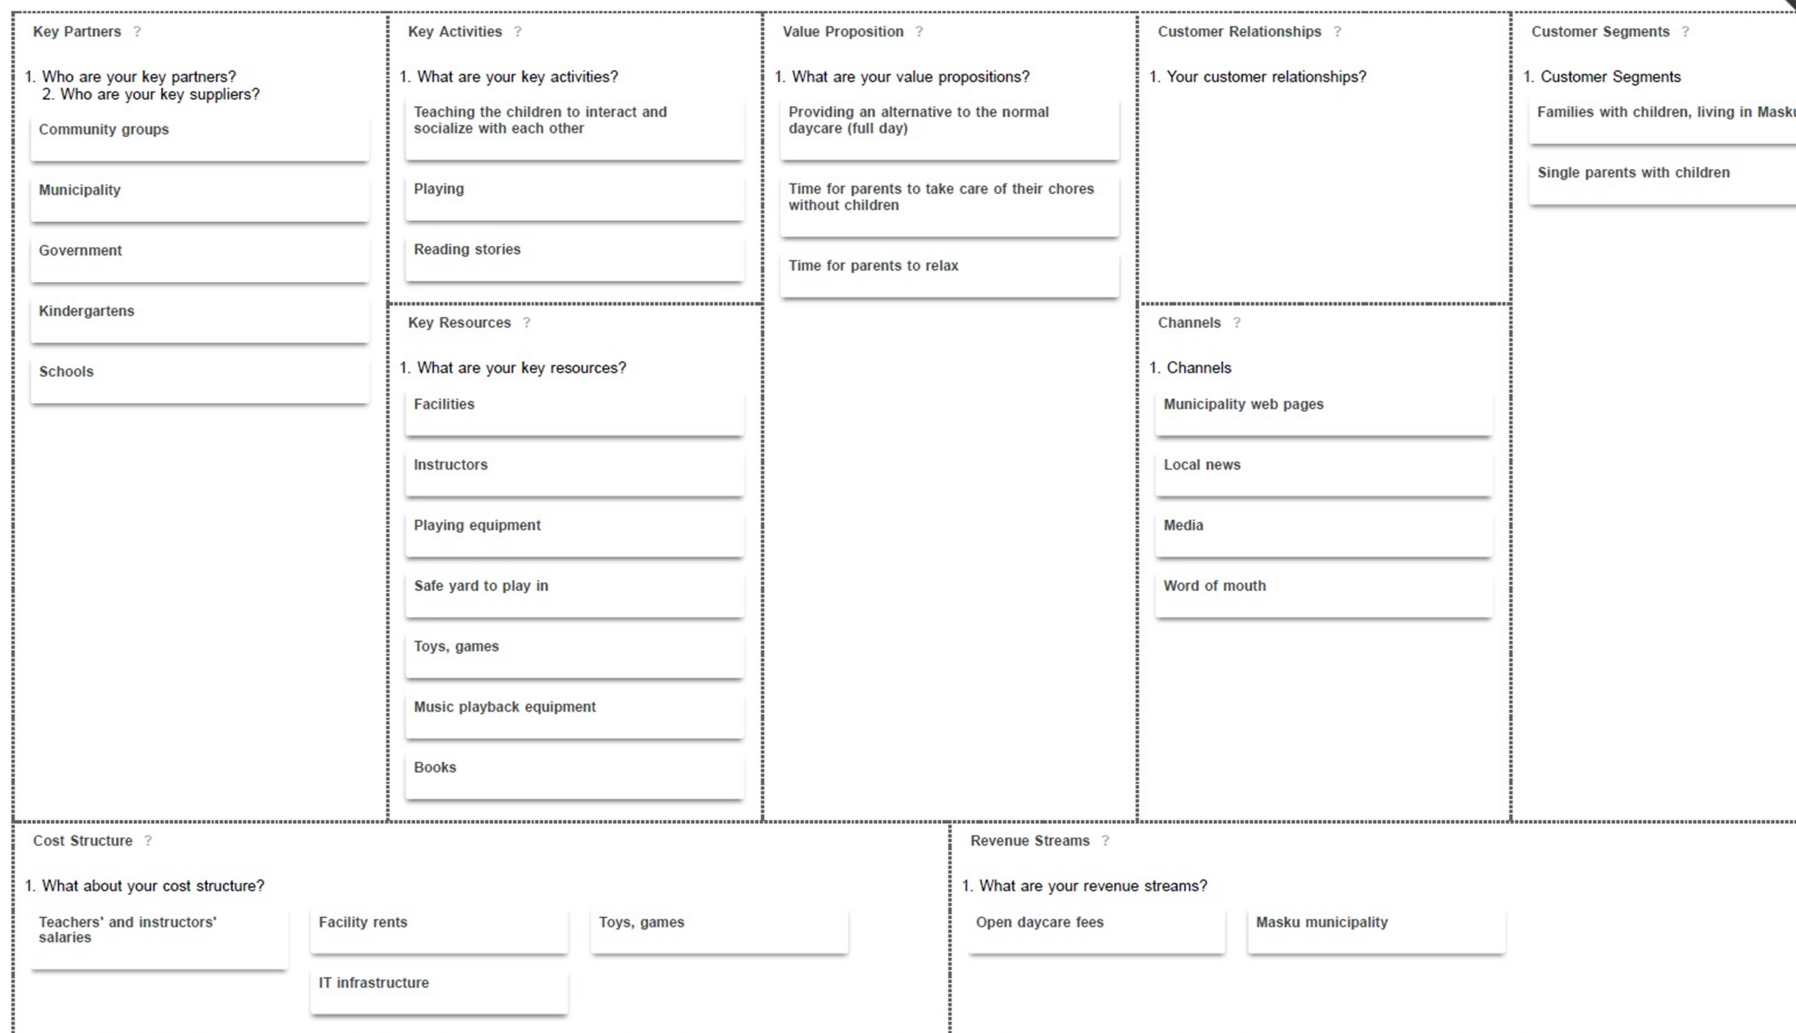 Key Partners ?
1. Who are your key partners?
2. Who are your key suppliers?
Community groups
Municipality
Government
Kindergartens
Schools
Key Activities ?
1. What are your key activities?
Teaching the children to interact and
socialize with each other
Playing
Reading stories
Key Resources ?
1. What are your key resources?
Facilities
Instructors
Playing equipment
Safe yard to play in
Toys, games
Music playback equipment
Books
Value Proposition ?
1. What are your value propositions?
Providing an alternative to the normal
daycare (full day)
Time for parents to take care of their chores
without children
Time for parents to relax
Customer Relationships ?
1. Your customer relationships?
Channels ?
1. Channels
Municipality web pages
Local news
Media
Word of mouth
Customer Segments ?
1. Customer Segments
Families with children, living in Masku
Single parents with children
Cost Structure ?
1. What about your cost structure?
Teachers' and instructors'
salaries
Facility rents
Toys, games
IT infrastructure
Revenue Streams ?
1. What are your revenue streams?
Open daycare fees
Masku municipality